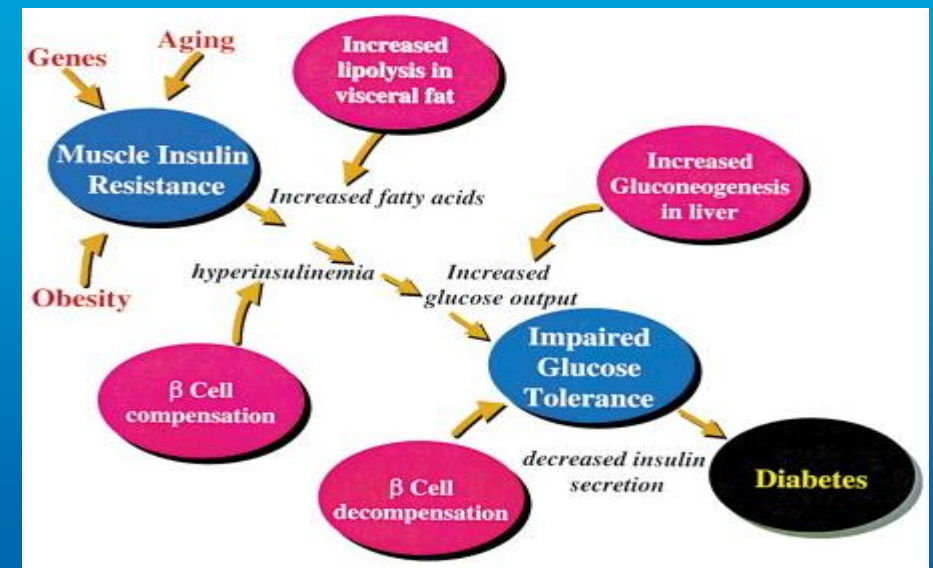 Genes
Aging
Increased
lipolysis in
visceral fat
Muscle Insulin
Resistance
Increased fatty acids
Increased
Gluconeogenesis
in liver
hyperinsulinemia
Increased
glucose output
Obesity
Impaired
Glucose
Tolerance
β Cell
compensation
decreased insulin
secretion
Diabetes
β Cell
decompensation